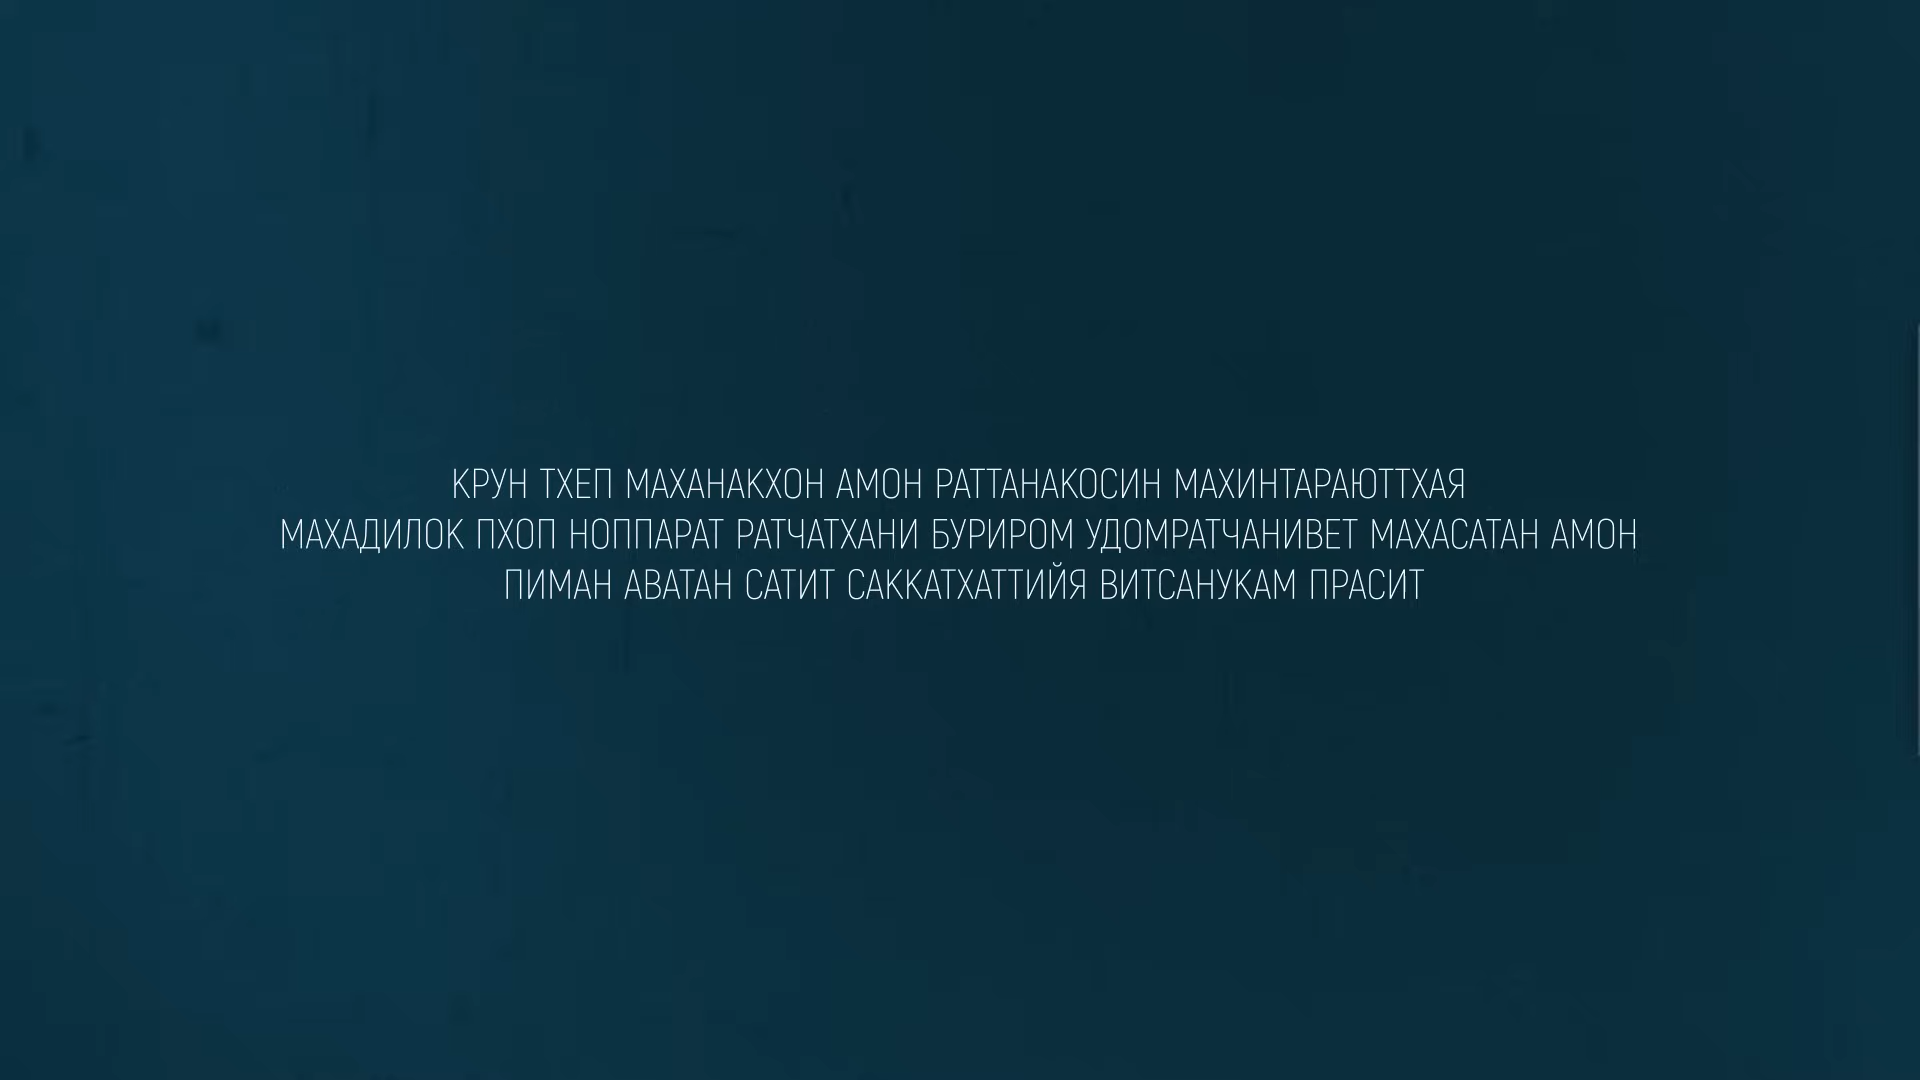 КРУН ТХЕП МАХАНАКХОН АМОН РАТТАНАКОСИН МАХИНТАРАЮТТХАЯ
МАХАДИЛОК ПХОП НОППАРАТ РАТЧАТХАНИ БУРИРОМ УДОМРАТЧАНИВЕТ МАХАСАТАН АМОН
ПИМАН АВАТАН САТИТ САККАТХАТТИЙЯ ВИТСАНУКАМ ПРАСИТ